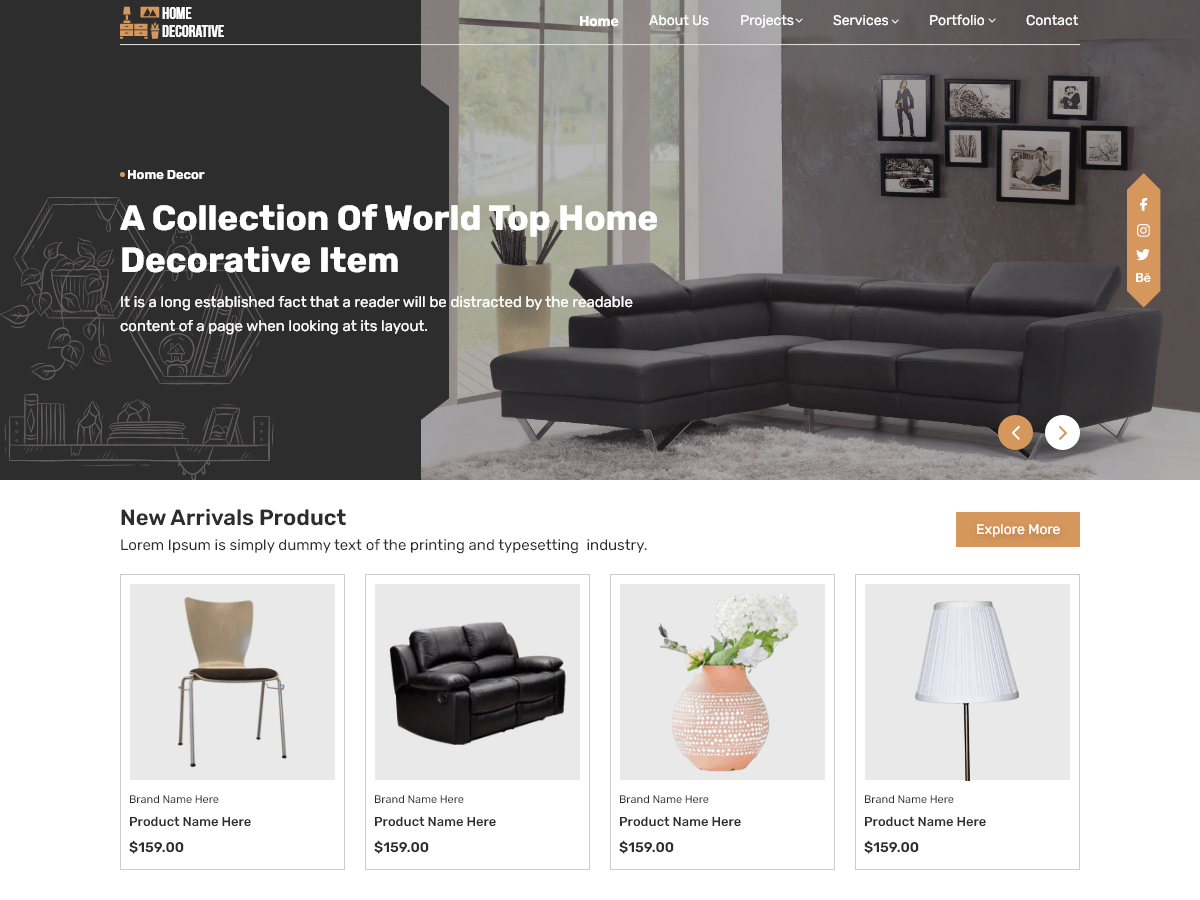 HOME
DECORATIVE
Home About Us Projects Services Portfolio Contact
Home Decor
A Collection Of World Top Home
Decorative Item
It is a long established fact that a reader will be distracted by the readable
content of a page when looking at its layout.
Bē
New Arrivals Product
Lorem Ipsum is simply dummy text of the printing and typesetting  industry.
Explore More
Brand Name Here
Product Name Here
$159.00
Brand Name Here
Product Name Here
$159.00
Brand Name Here
Product Name Here
$159.00
Brand Name Here
Product Name Here
$159.00